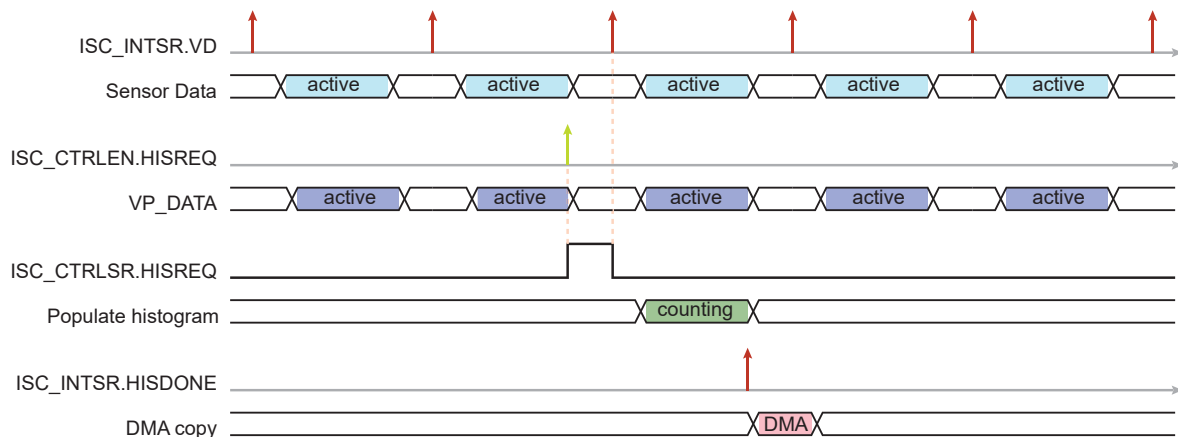 ISC_INTSR.VD
Sensor Data active active active active active
ISC_CTRLEN.HISREQ
VP_DATA active active active active active
ISC_CTRLSR.HISREQ
Populate histogram counting
ISC_INTSR.HISDONE
DMA copy DMA